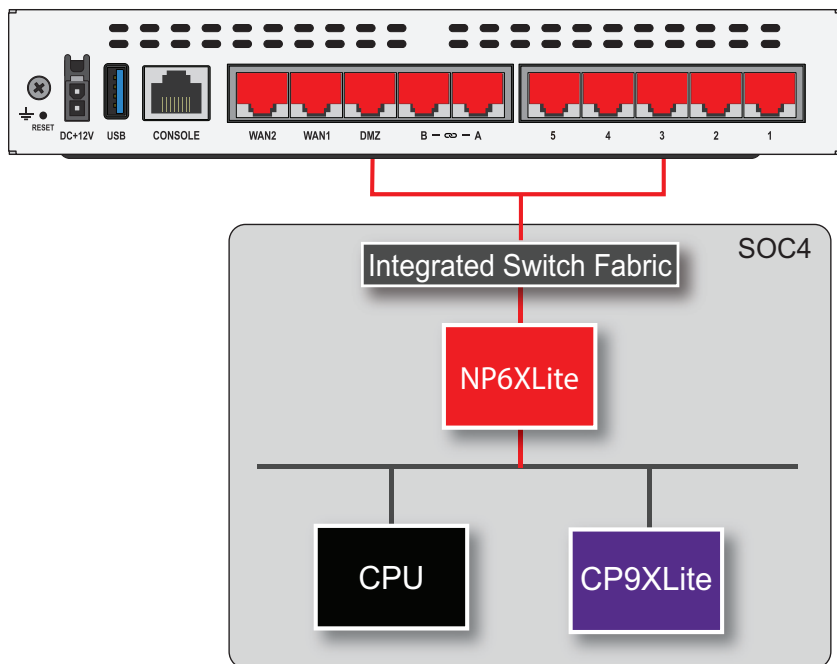 RESET
DC+12V USB CONSOLE WAN2 WAN1 DMZ B A 5 4 3 2 1
SOC4
Integrated Switch Fabric
NP6XLite
CPU
CP9XLite